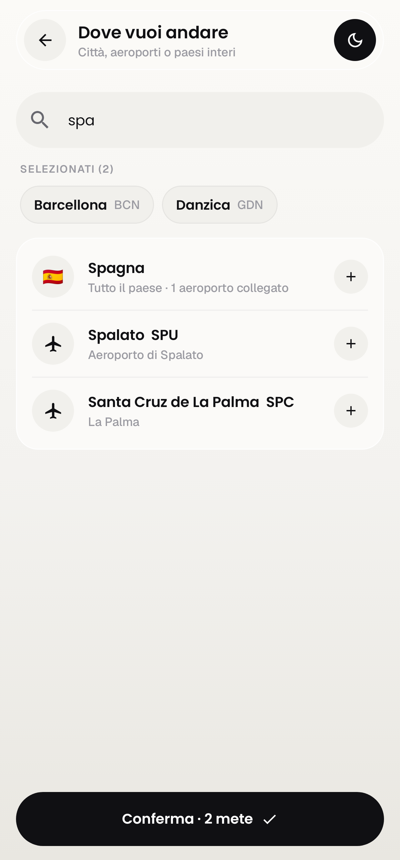 Dove vuoi andare
Città, aeroporti o paesi interi
spa
SELEZIONATI (2)
Barcellona BCN Danzica GDN
Spagna
Tutto il paese · 1 aeroporto collegato
Spalato SPU
Aeroporto di Spalato
Santa Cruz de La Palma SPC
La Palma
Conferma · 2 mete